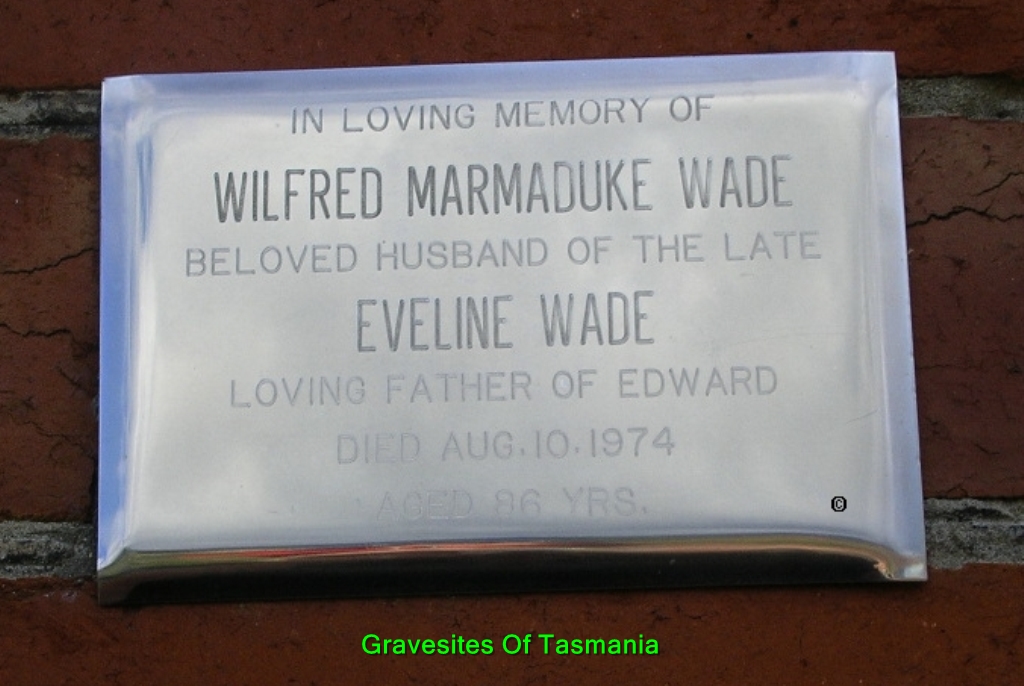 IN LOVING MEMORY OF
WILFRED MARMADUKE WADE
BELOVED HUSBAND OF THE LATE
EVELINE WADE
LOVING FATHER OF EDWARD
DIED AUG.10.1974
AGED 86 YRS.
©
Gravesites Of Tasmania